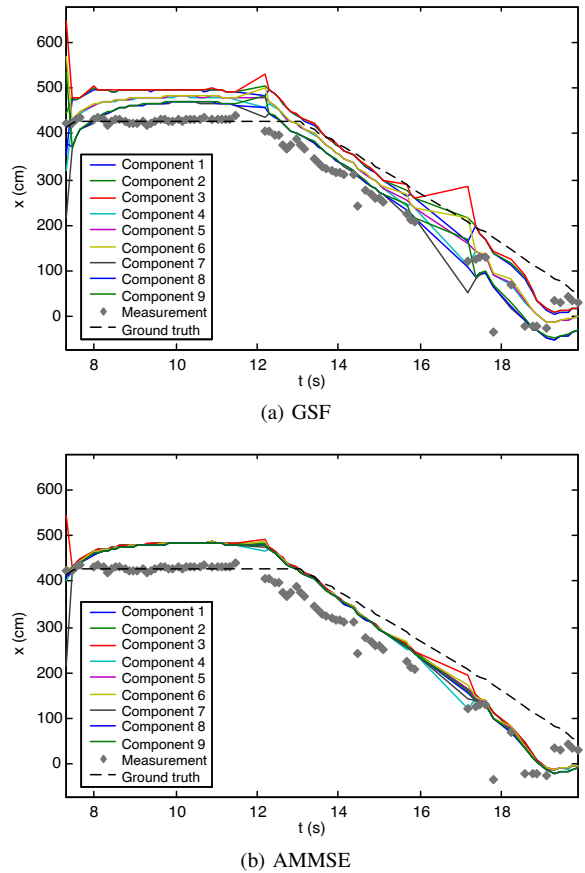 600
500
400
300
200
100
0
x (cm)
Component 1
Component 2
Component 3
Component 4
Component 5
Component 6
Component 7
Component 8
Component 9
Measurement
Ground truth
8 10 12 14 16 18
t (s)
(a) GSF
600
500
400
300
200
100
0
x (cm)
Component 1
Component 2
Component 3
Component 4
Component 5
Component 6
Component 7
Component 8
Component 9
Measurement
Ground truth
8 10 12 14 16 18
t (s)
(b) AMMSE